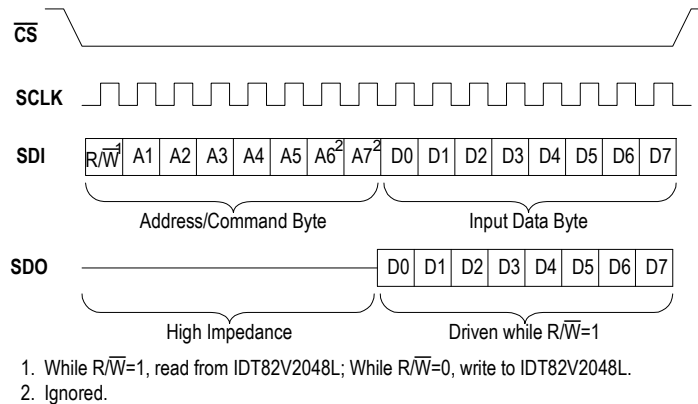 C̅S̅
SCLK
SDI R/W̅¹ A1 A2 A3 A4 A5 A6² A7² D0 D1 D2 D3 D4 D5 D6 D7
Address/Command Byte Input Data Byte
SDO D0 D1 D2 D3 D4 D5 D6 D7
High Impedance Driven while R/W̅=1
1. While R/W̅=1, read from IDT82V2048L; While R/W̅=0, write to IDT82V2048L.
2. Ignored.